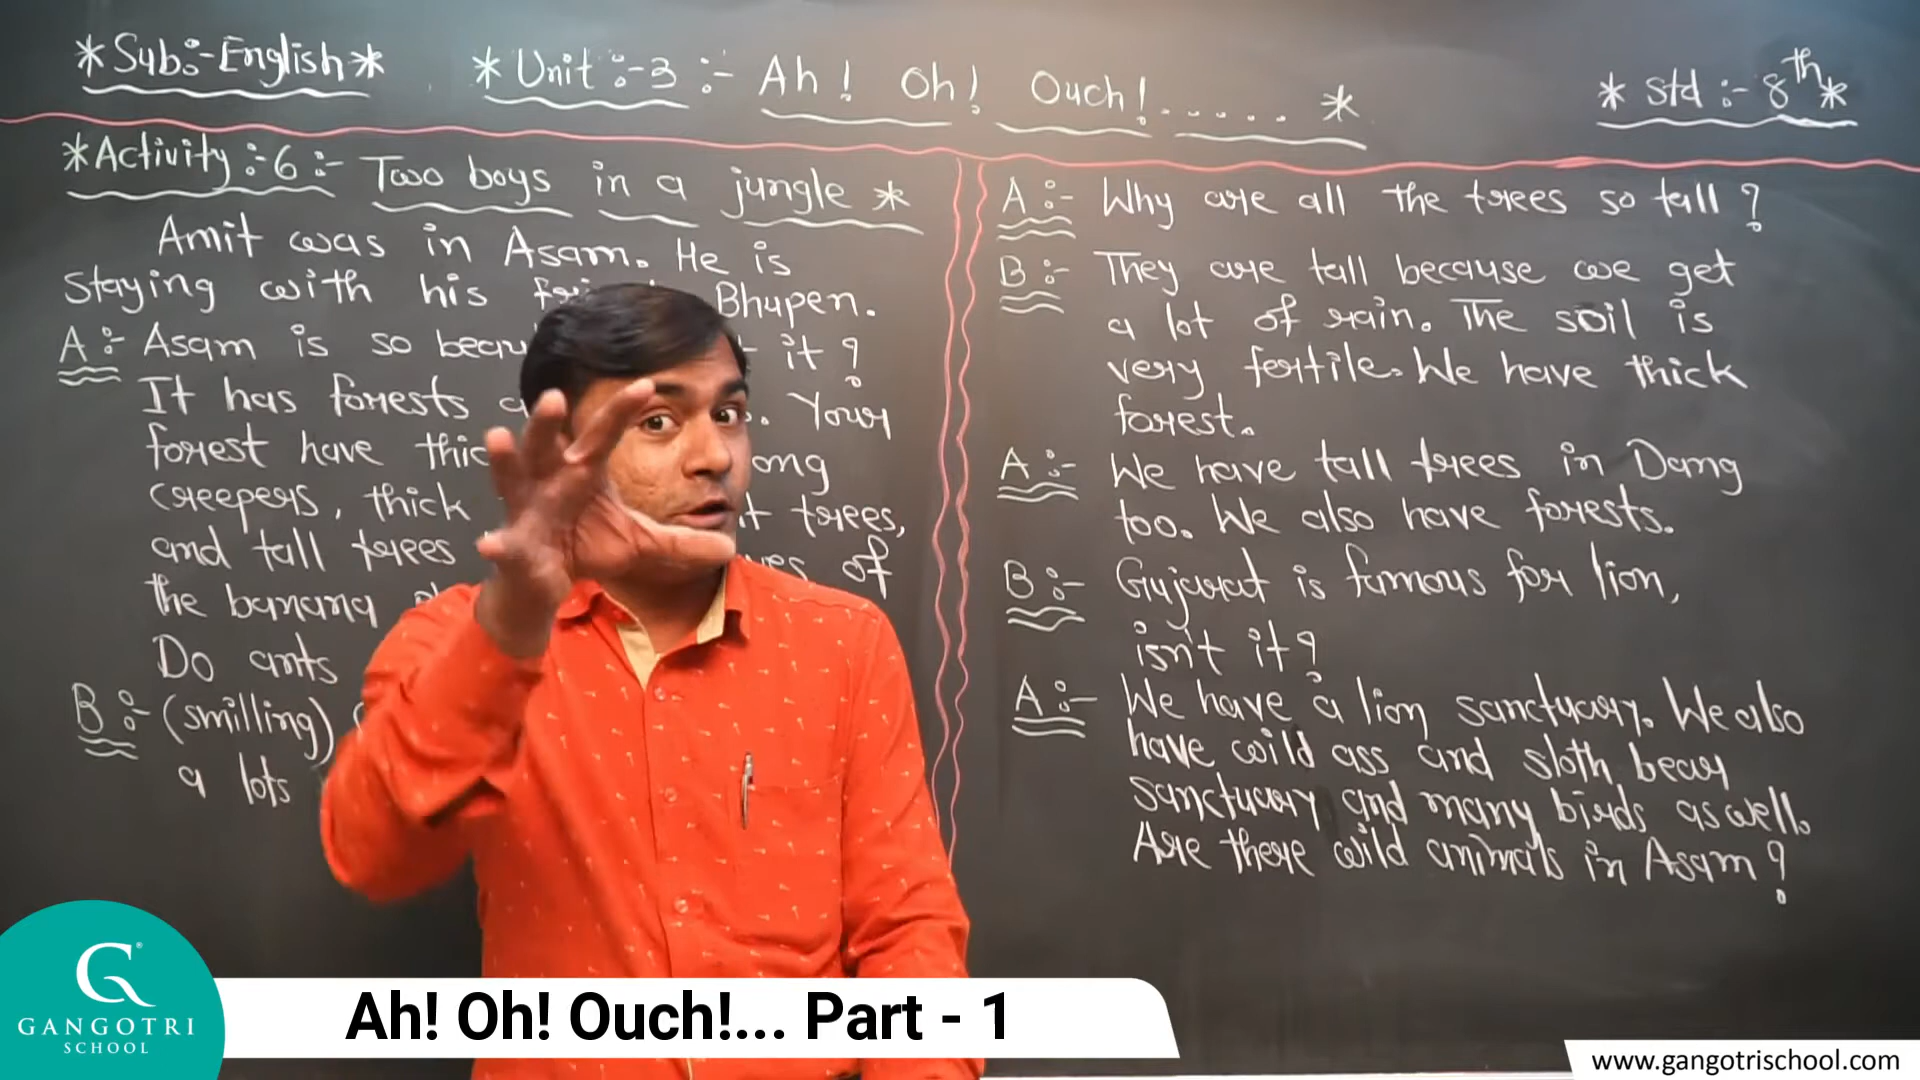 *Sub:-English*
*Unit:-3:- Ah! Oh! Ouch!...... *
* Std :- 8th*
*Activity:-6:- Two boys in a jungle *
Amit was in Asam. He is
staying with his Bhupen.
A:- Asam is so it?
It has forests Your
forest have ong
creepers, thick trees,
and tall trees of
the banana
Do ants
B:- (smilling)
a lots
A:- Why are all the trees so tall?
B:- They are tall because we get
a lot of rain. The soil is
very fertile. We have thick
forest.
A:- We have tall trees in Dang
too. We also have forests.
B:- Gujarat is famous for lion,
isn't it?
A:- We have a lion sanctuary. We also
have wild ass and sloth bear
sanctuary and many birds as well.
Are there wild animals in Asam?
G
GANGOTRI
SCHOOL
Ah! Oh! Ouch!... Part - 1
www.gangotrischool.com